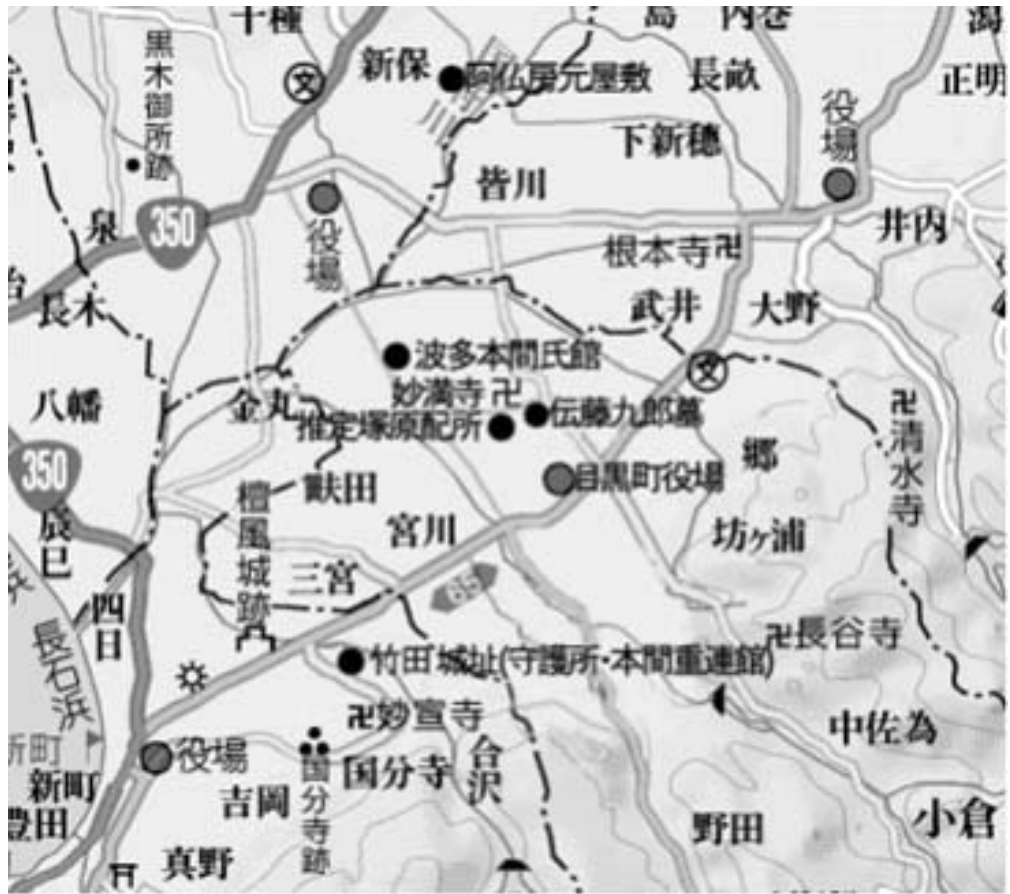 十種
島
内巻
潟
新保
阿仏房元屋敷
長畝
正明
黒木御所跡
役場
下新穂
皆川
泉
350
役場
井内
根本寺
長木
武井
大野
波多本間氏館
妙満寺
八幡
金丸
推定塚原配所
伝藤九郎墓
350
畉田
目黒町役場
郷
清水寺
檀風城跡
辰巳
宮川
坊ヶ浦
三宮
65
四日
長石浜
長谷寺
竹田城址(守護所・本間重連館)
妙宣寺
中佐為
新町
役場
国分寺
合沢
新町
吉岡
国分寺跡
豊田
野田
小倉
真野